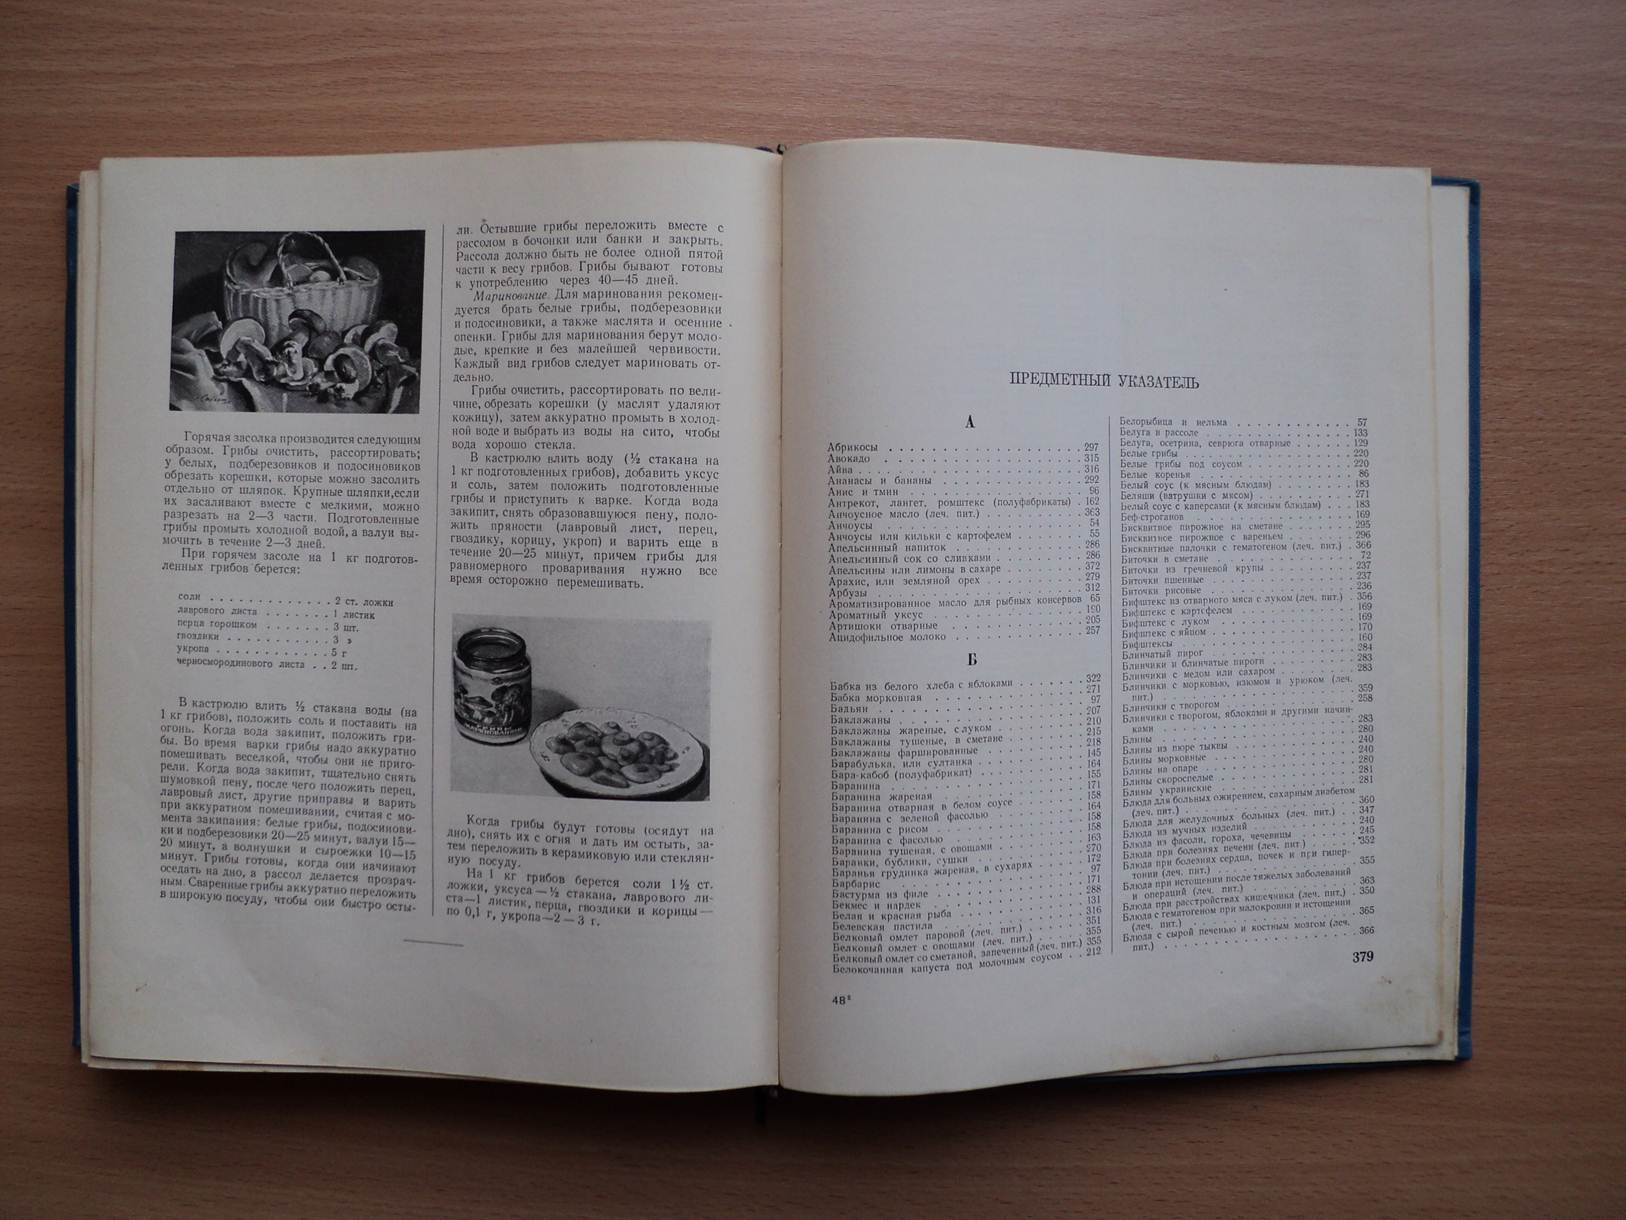 Горячая засолка производится следующим
образом. Грибы очистить, рассортировать;
у белых, подберезовиков и подосиновиков
обрезать корешки, которые можно засолить
отдельно от шляпок. Крупные шляпки,если
их засаливают вместе с мелкими, можно
разрезать на 2—3 части. Подготовленные
грибы промыть холодной водой, а валуи вы-
мочить в течение 2—3 дней.
При горячем засоле на 1 кг подготов-
ленных грибов берется:
соли . . . . . . . . . . . . . 2 ст. ложки
лаврового листа . . . . . . . 1 листик
перца горошком . . . . . . . 3 шт.
гвоздики . . . . . . . . . . . 3 »
укропа . . . . . . . . . . . . 5 г
черносмородинового листа . . 2 шт.
В кастрюлю влить ½ стакана воды (на
1 кг грибов), положить соль и поставить на
огонь. Когда вода закипит, положить гри-
бы. Во время варки грибы надо аккуратно
помешивать веселкой, чтобы они не приго-
рели. Когда вода закипит, тщательно снять
шумовкой пену, после чего положить перец,
лавровый лист, другие приправы и варить
при аккуратном помешивании, считая с мо-
мента закипания: белые грибы, подосинови-
ки и подберезовики 20—25 минут, валуи 15—
20 минут, а волнушки и сыроежки 10—15
минут. Грибы готовы, когда они начинают
оседать на дно, а рассол делается прозрач-
ным. Сваренные грибы аккуратно переложить
в широкую посуду, чтобы они быстро осты-
ли. Остывшие грибы переложить вместе с
рассолом в бочонки или банки и закрыть.
Рассола должно быть не более одной пятой
части к весу грибов. Грибы бывают готовы
к употреблению через 40—45 дней.
Маринование. Для маринования рекомен-
дуется брать белые грибы, подберезовики
и подосиновики, а также маслята и осенние
опенки. Грибы для маринования берут моло-
дые, крепкие и без малейшей червивости.
Каждый вид грибов следует мариновать от-
дельно.
Грибы очистить, рассортировать по вели-
чине, обрезать корешки (у маслят удаляют
кожицу), затем аккуратно промыть в холод-
ной воде и выбрать из воды на сито, чтобы
вода хорошо стекла.
В кастрюлю влить воду (½ стакана на
1 кг подготовленных грибов), добавить уксус
и соль, затем положить подготовленные
грибы и приступить к варке. Когда вода
закипит, снять образовавшуюся пену, поло-
жить пряности (лавровый лист, перец,
гвоздику, корицу, укроп) и варить еще в
течение 20—25 минут, причем грибы для
равномерного проваривания нужно все
время осторожно перемешивать.
Когда грибы будут готовы (осядут на
дно), снять их с огня и дать им остыть, за-
тем переложить в керамиковую или стеклян-
ную посуду.
На 1 кг грибов берется соли 1½ ст.
ложки, уксуса—½ стакана, лаврового ли-
ста—1 листик, перца, гвоздики и корицы—
по 0,1 г, укропа—2—3 г.
ПРЕДМЕТНЫЙ УКАЗАТЕЛЬ
А
Абрикосы . . . . . . . . . . 297
Авокадо . . . . . . . . . . 315
Айва . . . . . . . . . . 316
Ананасы и бананы . . . . . . . . . . 292
Анис и тмин . . . . . . . . . . 96
Антрекот, лангет, ромштекс (полуфабрикаты) . 162
Анчоусное масло (леч. пит.) . . . . . . . 363
Анчоусы . . . . . . . . . . 54
Анчоусы или кильки с картофелем . . . . . 55
Апельсинный напиток . . . . . . . . . . 286
Апельсинный сок со сливками . . . . . . . 286
Апельсины или лимоны в сахаре . . . . . . 372
Арахис, или земляной орех . . . . . . . . 279
Арбузы . . . . . . . . . . 312
Ароматизированное масло для рыбных консервов 65
Ароматный уксус . . . . . . . . . . 190
Артишоки отварные . . . . . . . . . . 205
Ацидофильное молоко . . . . . . . . . . 257
Б
Бабка из белого хлеба с яблоками . . . . . . 322
Бабка морковная . . . . . . . . . . 271
Бадьян . . . . . . . . . . 97
Баклажаны . . . . . . . . . . 207
Баклажаны жареные, с луком . . . . . . . 210
Баклажаны тушеные, в сметане . . . . . . 215
Баклажаны фаршированные . . . . . . . . 218
Барабулька, или султанка . . . . . . . . 145
Бара-кабоб (полуфабрикат) . . . . . . . . 164
Баранина . . . . . . . . . . 155
Баранина жареная . . . . . . . . . . 171
Баранина отварная в белом соусе . . . . . . 158
Баранина с зеленой фасолью . . . . . . . 164
Баранина с рисом . . . . . . . . . . 158
Баранина с фасолью . . . . . . . . . . 158
Баранина тушеная, с овощами . . . . . . . 163
Баранки, бублики, сушки . . . . . . . . 270
Баранья грудинка жареная, в сухарях . . . . 172
Барбарис . . . . . . . . . . 97
Бастурма из филе . . . . . . . . . . 171
Бекмес и нардек . . . . . . . . . . 288
Белая и красная рыба . . . . . . . . . . 131
Белевская пастила . . . . . . . . . . 316
Белковый омлет паровой (леч. пит.) . . . . . 351
Белковый омлет с овощами (леч. пит.) . . . . 355
Белковый омлет со сметаной, запеченный (леч. пит.) 355
Белокочанная капуста под молочным соусом . . 212
48*
Белорыбица и нельма . . . . . . . . . . 57
Белуга в рассоле . . . . . . . . . . 133
Белуга, осетрина, севрюга отварные . . . . . 129
Белые грибы . . . . . . . . . . 220
Белые грибы под соусом . . . . . . . . . 220
Белые коренья . . . . . . . . . . 86
Белый соус (к мясным блюдам) . . . . . . . 183
Беляши (ватрушки с мясом) . . . . . . . . 271
Белый соус с каперсами (к мясным блюдам) . . . 183
Беф-строганов . . . . . . . . . . 169
Бисквитное пирожное на сметане . . . . . . 295
Бисквитное пирожное с вареньем . . . . . . 296
Бисквитные палочки с гематогеном (леч. пит.) . 366
Биточки в сметане . . . . . . . . . . 72
Биточки из гречневой крупы . . . . . . . 237
Биточки пшенные . . . . . . . . . . 237
Биточки рисовые . . . . . . . . . . 236
Бифштекс из отварного мяса с луком (леч. пит.) . 356
Бифштекс с картофелем . . . . . . . . . 169
Бифштекс с луком . . . . . . . . . . 169
Бифштекс с яйцом . . . . . . . . . . 170
Бифштексы . . . . . . . . . . 160
Блинчатый пирог . . . . . . . . . . 284
Блинчики и блинчатые пироги . . . . . . . 283
Блинчики с медом или сахаром . . . . . . . 283
Блинчики с морковью, изюмом и урюком (леч.
пит.) . . . . . . . . . . 359
Блинчики с творогом . . . . . . . . . . 258
Блинчики с творогом, яблоками и другими начин-
ками . . . . . . . . . . 283
Блины . . . . . . . . . . 280
Блины из пюре тыквы . . . . . . . . . . 240
Блины морковные . . . . . . . . . . 240
Блины на опаре . . . . . . . . . . 280
Блины скороспелые . . . . . . . . . . 281
Блины украинские . . . . . . . . . . 281
Блюда для больных ожирением, сахарным диабетом
(леч. пит.) . . . . . . . . . . 360
Блюда для желудочных больных (леч. пит.) . . 347
Блюда из мучных изделий . . . . . . . . 240
Блюда из фасоли, гороха, чечевицы . . . . . 245
Блюда при болезнях печени (леч. пит.) . . . . 352
Блюда при болезнях сердца, почек и при гипер-
тонии (леч. пит.) . . . . . . . . . . 355
Блюда при истощении после тяжелых заболеваний
и операций (леч. пит.) . . . . . . . . . 363
Блюда при расстройствах кишечника (леч. пит.) . 350
Блюда с гематогеном при малокровии и истощении
(леч. пит.) . . . . . . . . . . 365
Блюда с сырой печенью и костным мозгом (леч.
пит.) . . . . . . . . . . 366
379